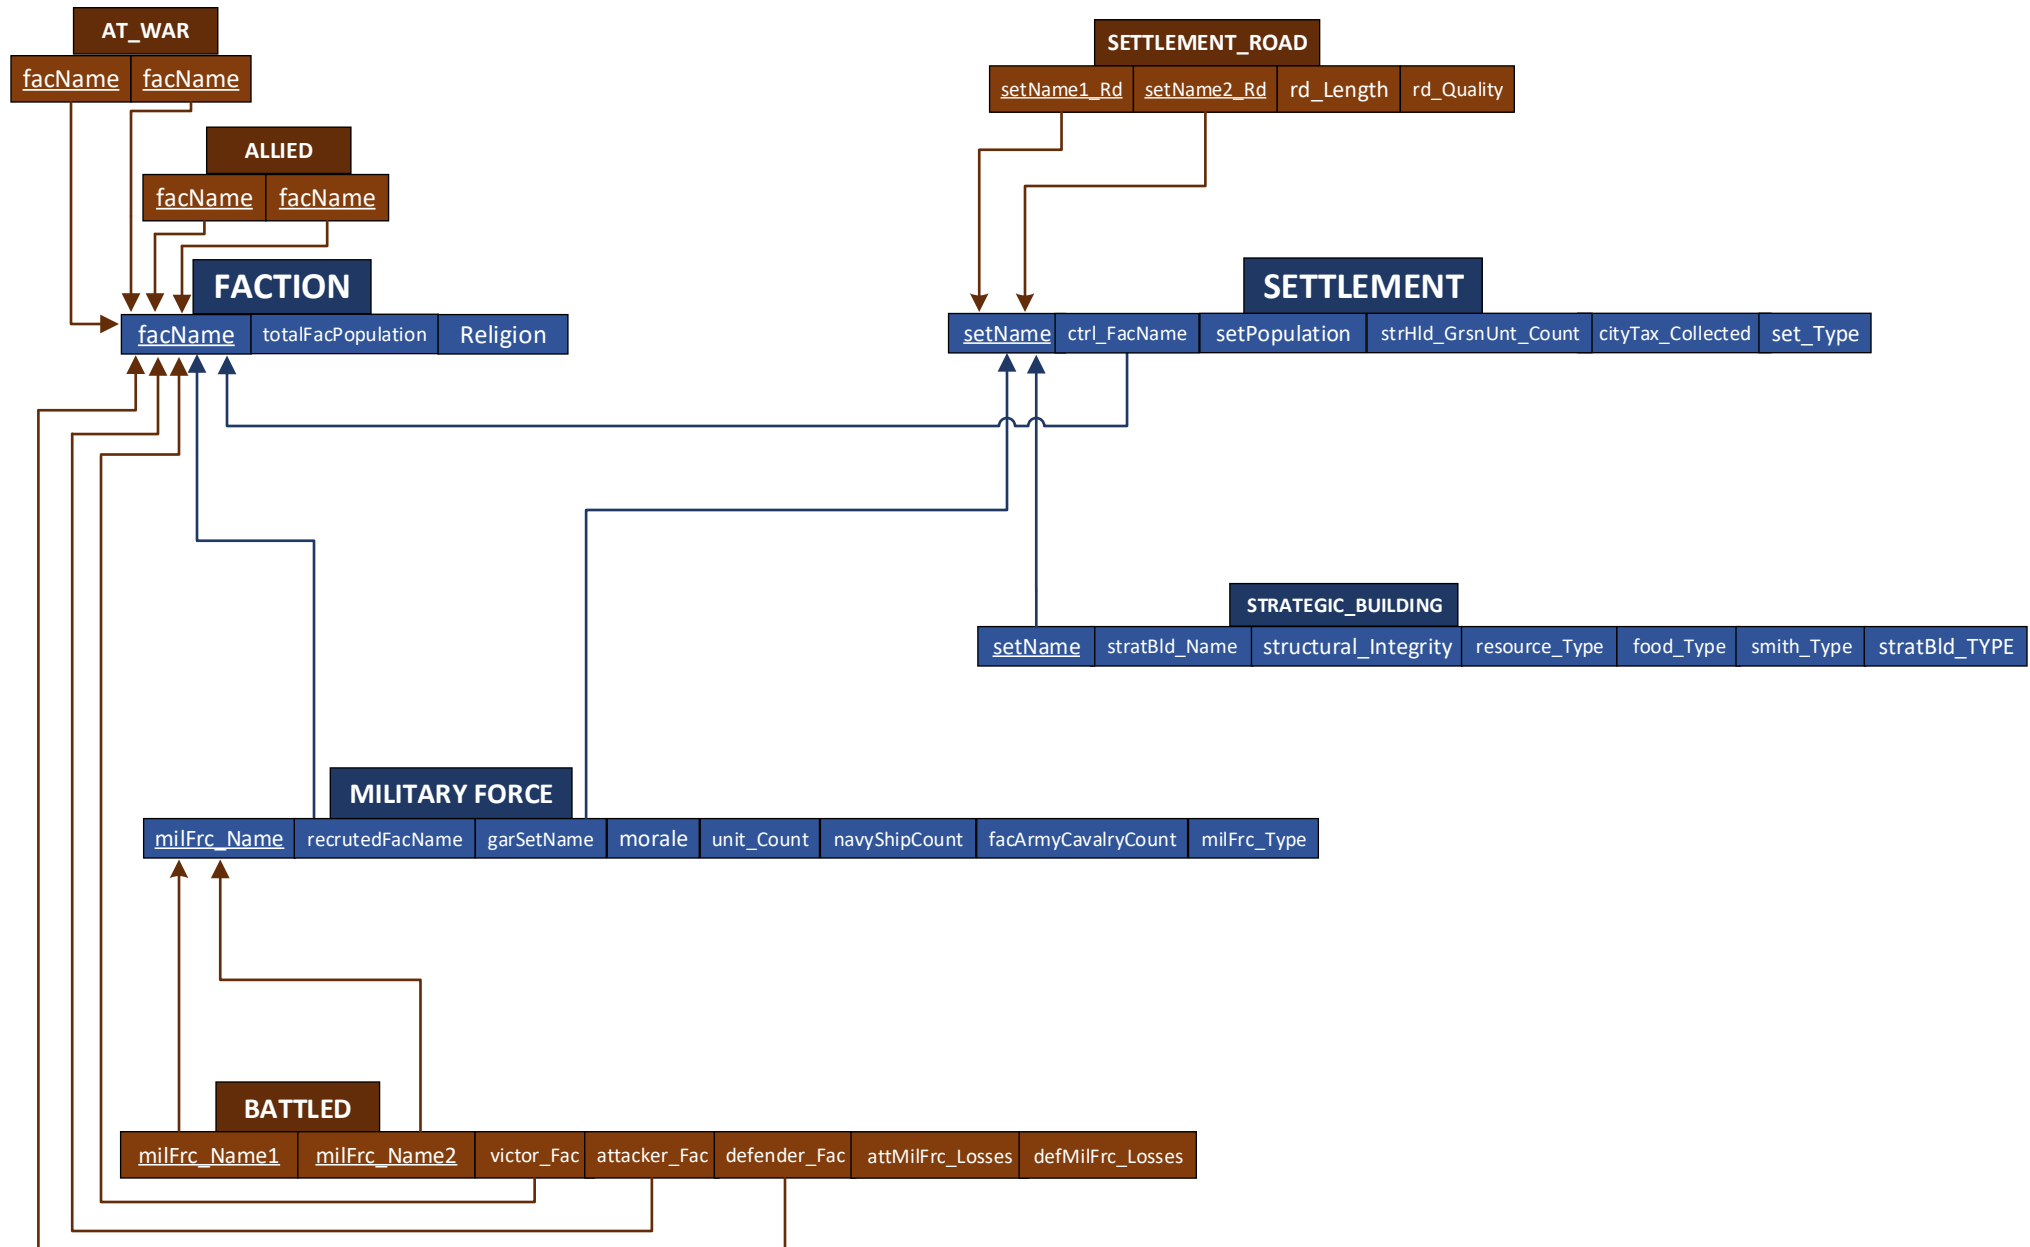 AT_WAR
facName facName
ALLIED
facName facName
SETTLEMENT_ROAD
setName1_Rd setName2_Rd rd_Length rd_Quality
FACTION
facName totalFacPopulation Religion
SETTLEMENT
setName ctrl_FacName setPopulation strHld_GrsnUnt_Count cityTax_Collected set_Type
STRATEGIC_BUILDING
setName stratBld_Name structural_Integrity resource_Type food_Type smith_Type stratBld_TYPE
MILITARY FORCE
milFrc_Name recrutedFacName garSetName morale unit_Count navyShipCount facArmyCavalryCount milFrc_Type
BATTLED
milFrc_Name1 milFrc_Name2 victor_Fac attacker_Fac defender_Fac attMilFrc_Losses defMilFrc_Losses